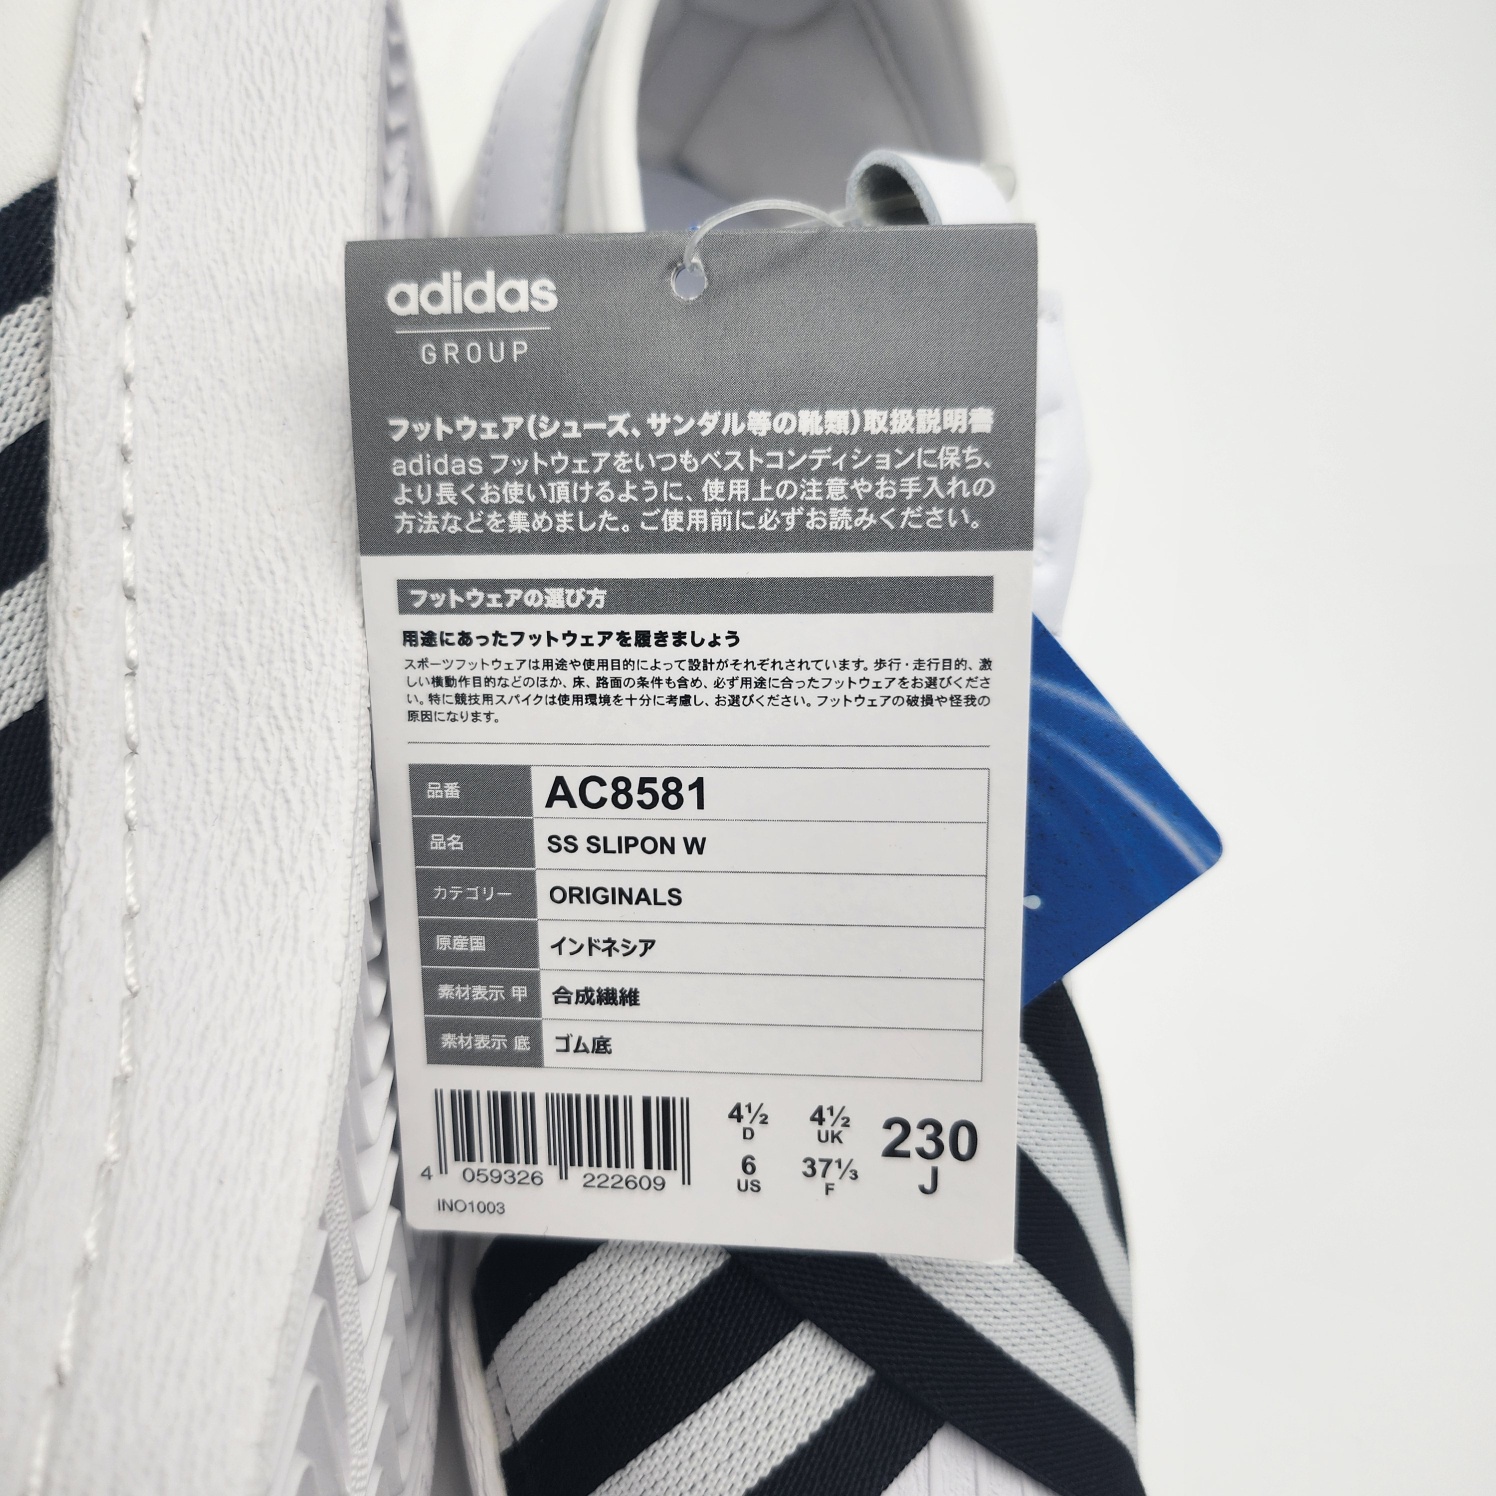 adidas
GROUP
フットウェア(シューズ、サンダル等の靴類)取扱説明書
adidas フットウェアをいつもベストコンディションに保ち、
より長くお使い頂けるように、使用上の注意やお手入れの
方法などを集めました。ご使用前に必ずお読みください。
フットウェアの選び方
用途にあったフットウェアを履きましょう
スポーツフットウェアは用途や使用目的によって設計がそれぞれされています。歩行・走行目的、激
しい横動作目的などのほか、床、路面の条件も含め、必ず用途に合ったフットウェアをお選びくださ
い。特に競技用スパイクは使用環境を十分に考慮し、お選びください。フットウェアの破損や怪我の
原因になります。
品番 AC8581
品名 SS SLIPON W
カテゴリー ORIGINALS
原産国 インドネシア
素材表示 甲 合成繊維
素材表示 底 ゴム底
4 059326 222609
INO1003
4½ 4½ 230
D UK J
6 37⅓
US F